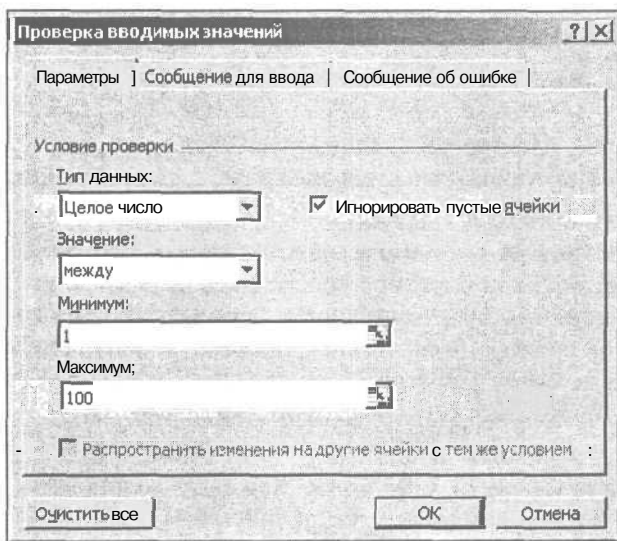 Проверка вводимых значений
Параметры ] Сообщение для ввода | Сообщение об ошибке |
Условие проверки
Тип данных:
Целое число
Игнорировать пустые ячейки
Значение:
между
Минимум:
1
Максимум;
100
Распространить изменения на другие ячейки с тем же условием
Очистить все
ОК
Отмена